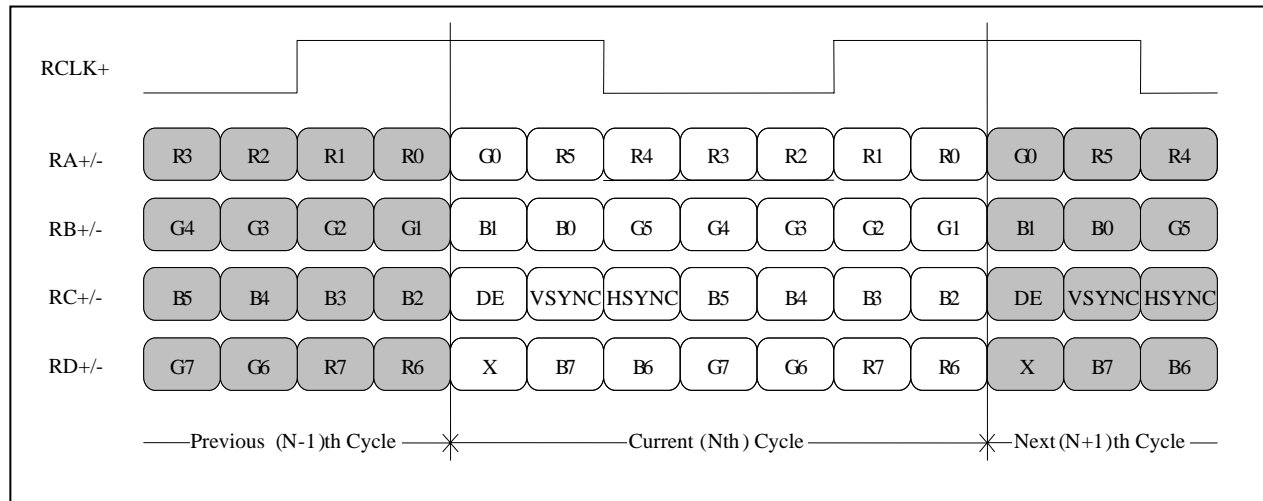 RCLK+
RA+/- R3 R2 R1 R0 G0 R5 R4 R3 R2 R1 R0 G0 R5 R4
RB+/- G4 G3 G2 G1 B1 B0 G5 G4 G3 G2 G1 B1 B0 G5
RC+/- B5 B4 B3 B2 DE VSYNC HSYNC B5 B4 B3 B2 DE VSYNC HSYNC
RD+/- G7 G6 R7 R6 X B7 B6 G7 G6 R7 R6 X B7 B6
Previous (N-1)th Cycle Current (Nth) Cycle Next (N+1)th Cycle